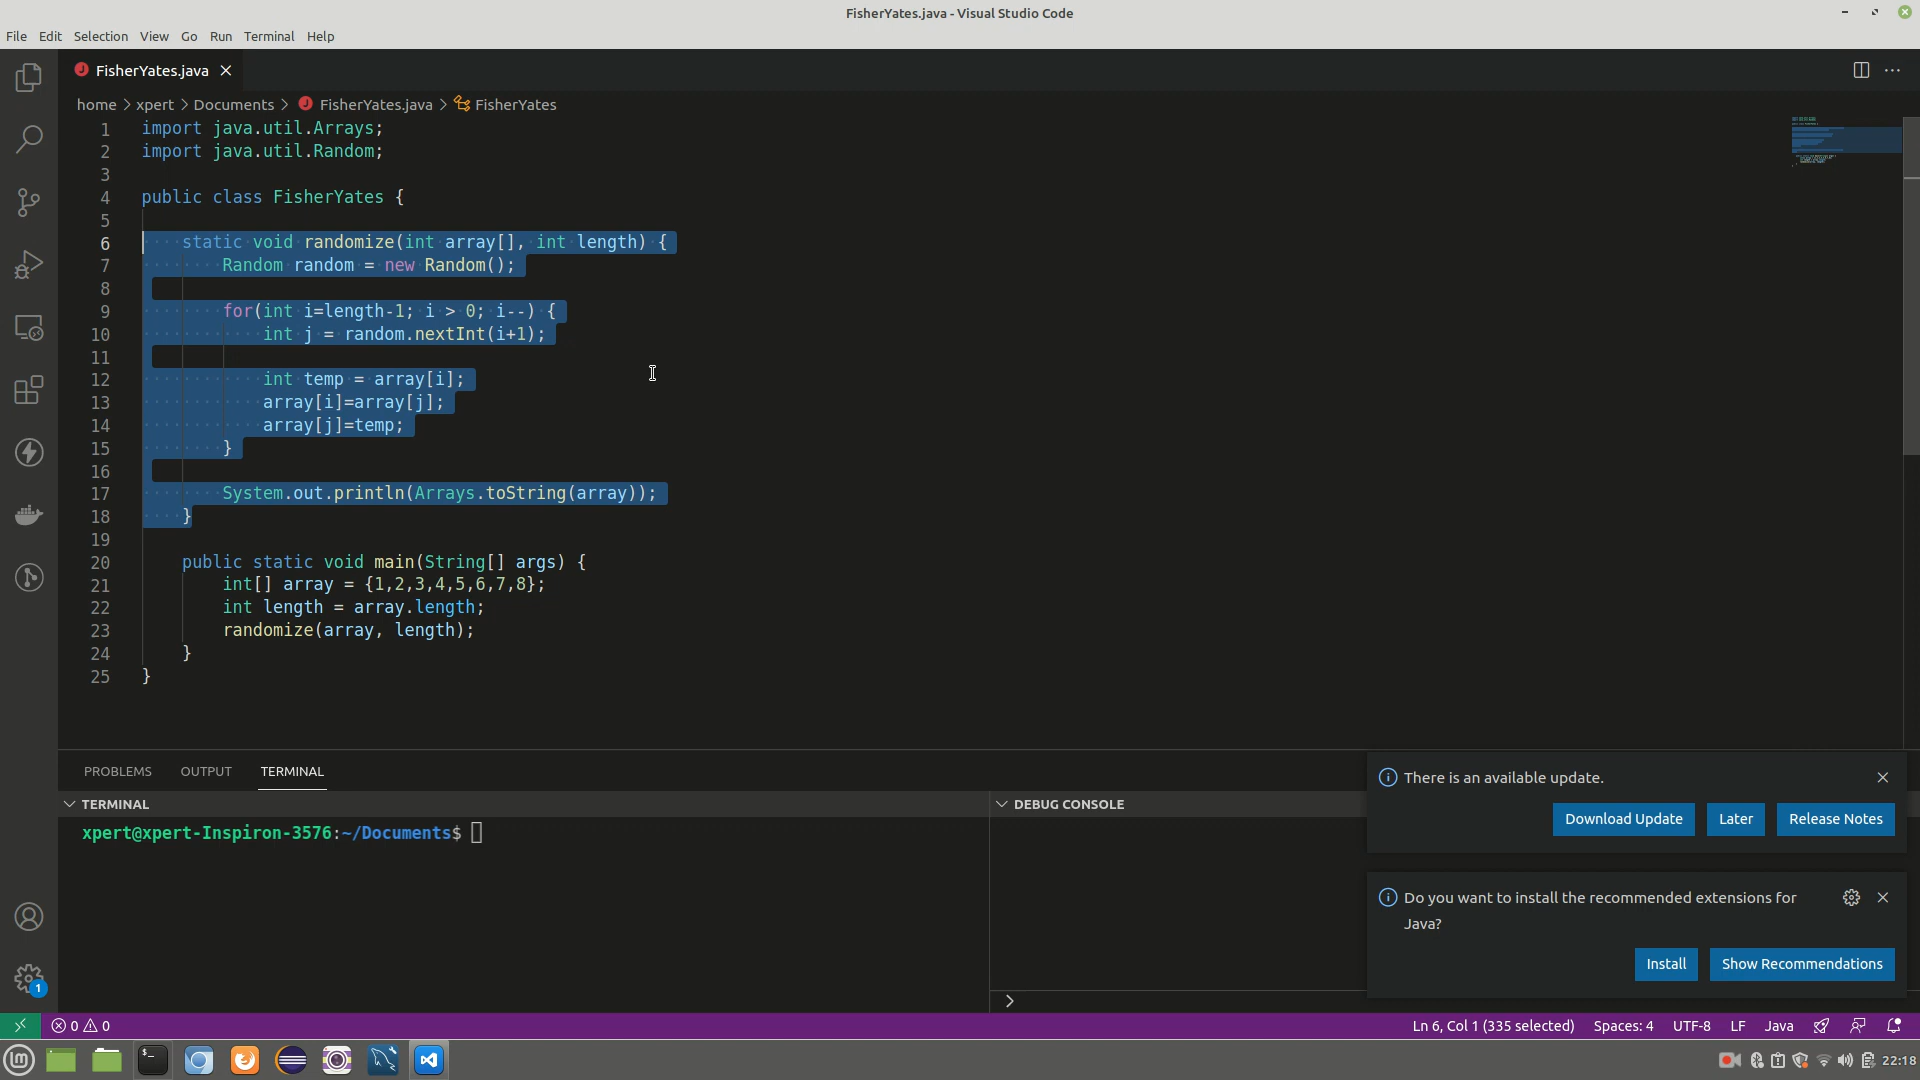 FisherYates.java - Visual Studio Code
File Edit Selection View Go Run Terminal Help
FisherYates.java
home > xpert > Documents > FisherYates.java > FisherYates
1 import java.util.Arrays;
2 import java.util.Random;
3
4 public class FisherYates {
5
6 static void randomize(int array[], int length) {
7 Random random = new Random();
8
9 for(int i=length-1; i > 0; i--) {
10 int j = random.nextInt(i+1);
11
12 int temp = array[i];
13 array[i]=array[j];
14 array[j]=temp;
15 }
16
17 System.out.println(Arrays.toString(array));
18 }
19
20 public static void main(String[] args) {
21 int[] array = {1,2,3,4,5,6,7,8};
22 int length = array.length;
23 randomize(array, length);
24 }
25 }
PROBLEMS OUTPUT TERMINAL
TERMINAL
xpert@xpert-Inspiron-3576:~/Documents$
DEBUG CONSOLE
>
There is an available update.
Download Update Later Release Notes
Do you want to install the recommended extensions for
Java?
Install Show Recommendations
1
0 0
Ln 6, Col 1 (335 selected) Spaces: 4 UTF-8 LF Java
22:18